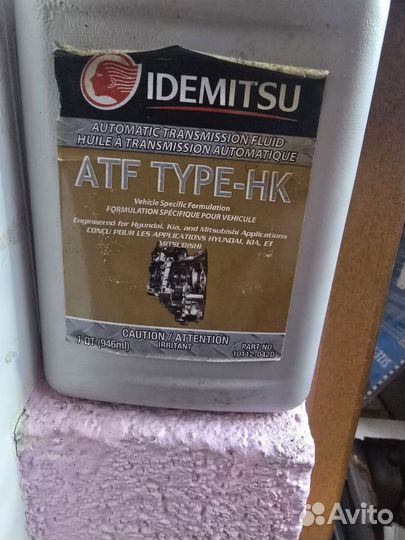 IDEMITSU
AUTOMATIC TRANSMISSION FLUID
HUILE À TRANSMISSION AUTOMATIQUE
ATF TYPE-HK
Vehicle Specific Formulation
FORMULATION SPÉCIFIQUE POUR VEHICULE
Engineered for Hyundai, Kia, and Mitsubishi Applications
CONÇU POUR LES APPLICATIONS HYUNDAI, KIA, ET
MITSUBISHI
CAUTION / ATTENTION
IRRITANT
1 QT (946ml)
PART NO.
10112-042D
Avito